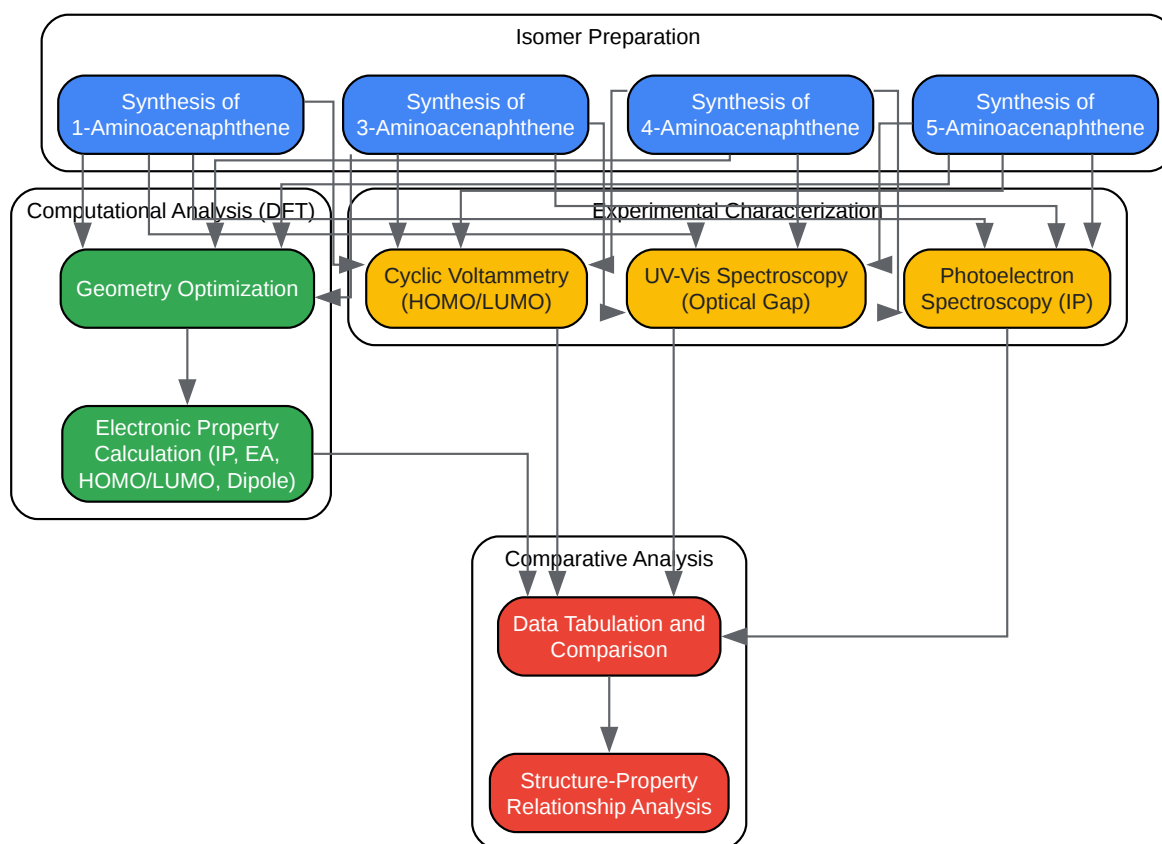 Isomer Preparation
Synthesis of
1-Aminoacenaphthene
Synthesis of
3-Aminoacenaphthene
Synthesis of
4-Aminoacenaphthene
Synthesis of
5-Aminoacenaphthene
Computational Analysis (DFT)
Experimental Characterization
Geometry Optimization
Cyclic Voltammetry
(HOMO/LUMO)
UV-Vis Spectroscopy
(Optical Gap)
Photoelectron
Spectroscopy (IP)
Electronic Property
Calculation (IP, EA,
HOMO/LUMO, Dipole)
Comparative Analysis
Data Tabulation and
Comparison
Structure-Property
Relationship Analysis